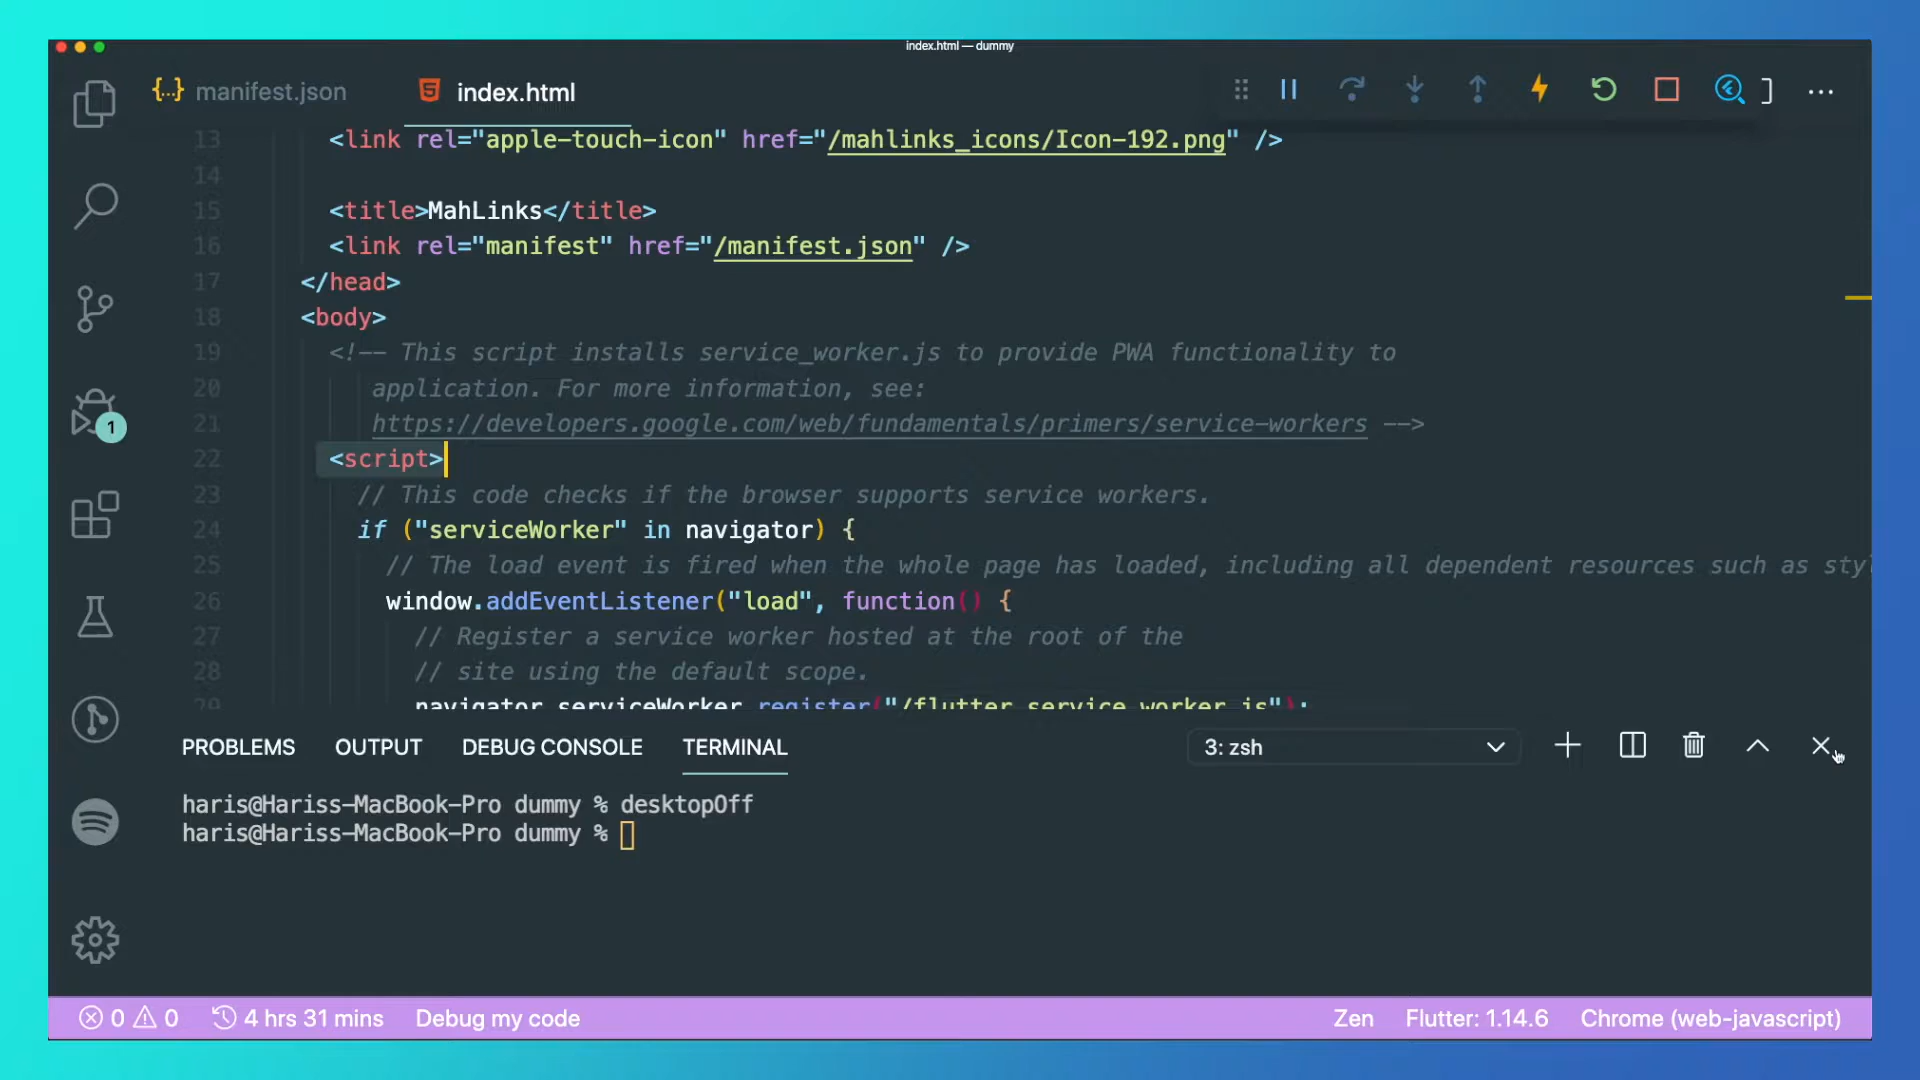 index.html — dummy
{..} manifest.json
index.html
13 <link rel="apple-touch-icon" href="/mahlinks_icons/Icon-192.png" />
14
15 <title>MahLinks</title>
16 <link rel="manifest" href="/manifest.json" />
17 </head>
18 <body>
19 <!-- This script installs service_worker.js to provide PWA functionality to
20 application. For more information, see:
21 https://developers.google.com/web/fundamentals/primers/service-workers -->
22 <script>
23 // This code checks if the browser supports service workers.
24 if ("serviceWorker" in navigator) {
25 // The load event is fired when the whole page has loaded, including all dependent resources such as sty
26 window.addEventListener("load", function() {
27 // Register a service worker hosted at the root of the
28 // site using the default scope.
29 navigator.serviceWorker.register("/flutter_service_worker.js");
PROBLEMS OUTPUT DEBUG CONSOLE TERMINAL 3: zsh
haris@Hariss-MacBook-Pro dummy % desktopOff
haris@Hariss-MacBook-Pro dummy %
1
0 0 4 hrs 31 mins Debug my code Zen Flutter: 1.14.6 Chrome (web-javascript)